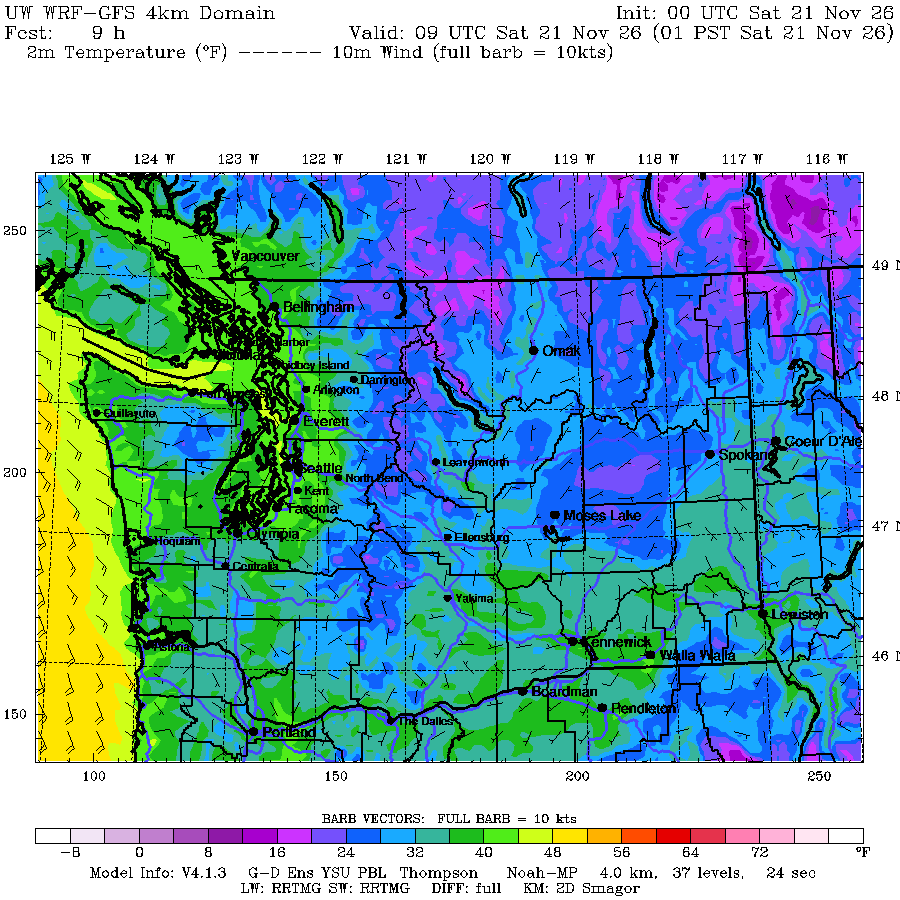 UW WRF-GFS 4km Domain Init: 00 UTC Sat 21 Nov 26
Fcst: 9 h Valid: 09 UTC Sat 21 Nov 26 (01 PST Sat 21 Nov 26)
2m Temperature (°F) ------ 10m Wind (full barb = 10kts)
125 W 124 W 123 W 122 W 121 W 120 W 119 W 118 W 117 W 116 W
250
Vancouver
49 N
Bellingham
Omak
Whidbey Island
Darrington
Arlington
48 N
Quillayute
Everett
Coeur D'Ale
Spokane
Leavenworth
200
Seattle
North Bend
Kent
Tacoma
Moses Lake
47 N
Olympia
Hoquiam
Ellensburg
Centralia
Yakima
Lewiston
Kennewick
Astoria
Walla Walla
46 N
Boardman
Pendleton
150
The Dalles
Portland
100 150 200 250
BARB VECTORS: FULL BARB = 10 kts
-8 0 8 16 24 32 40 48 56 64 72 °F
Model Info: V4.1.3 G-D Ens YSU PBL Thompson Noah-MP 4.0 km, 37 levels, 24 sec
LW: RRTMG SW: RRTMG DIFF: full KM: 2D Smagor